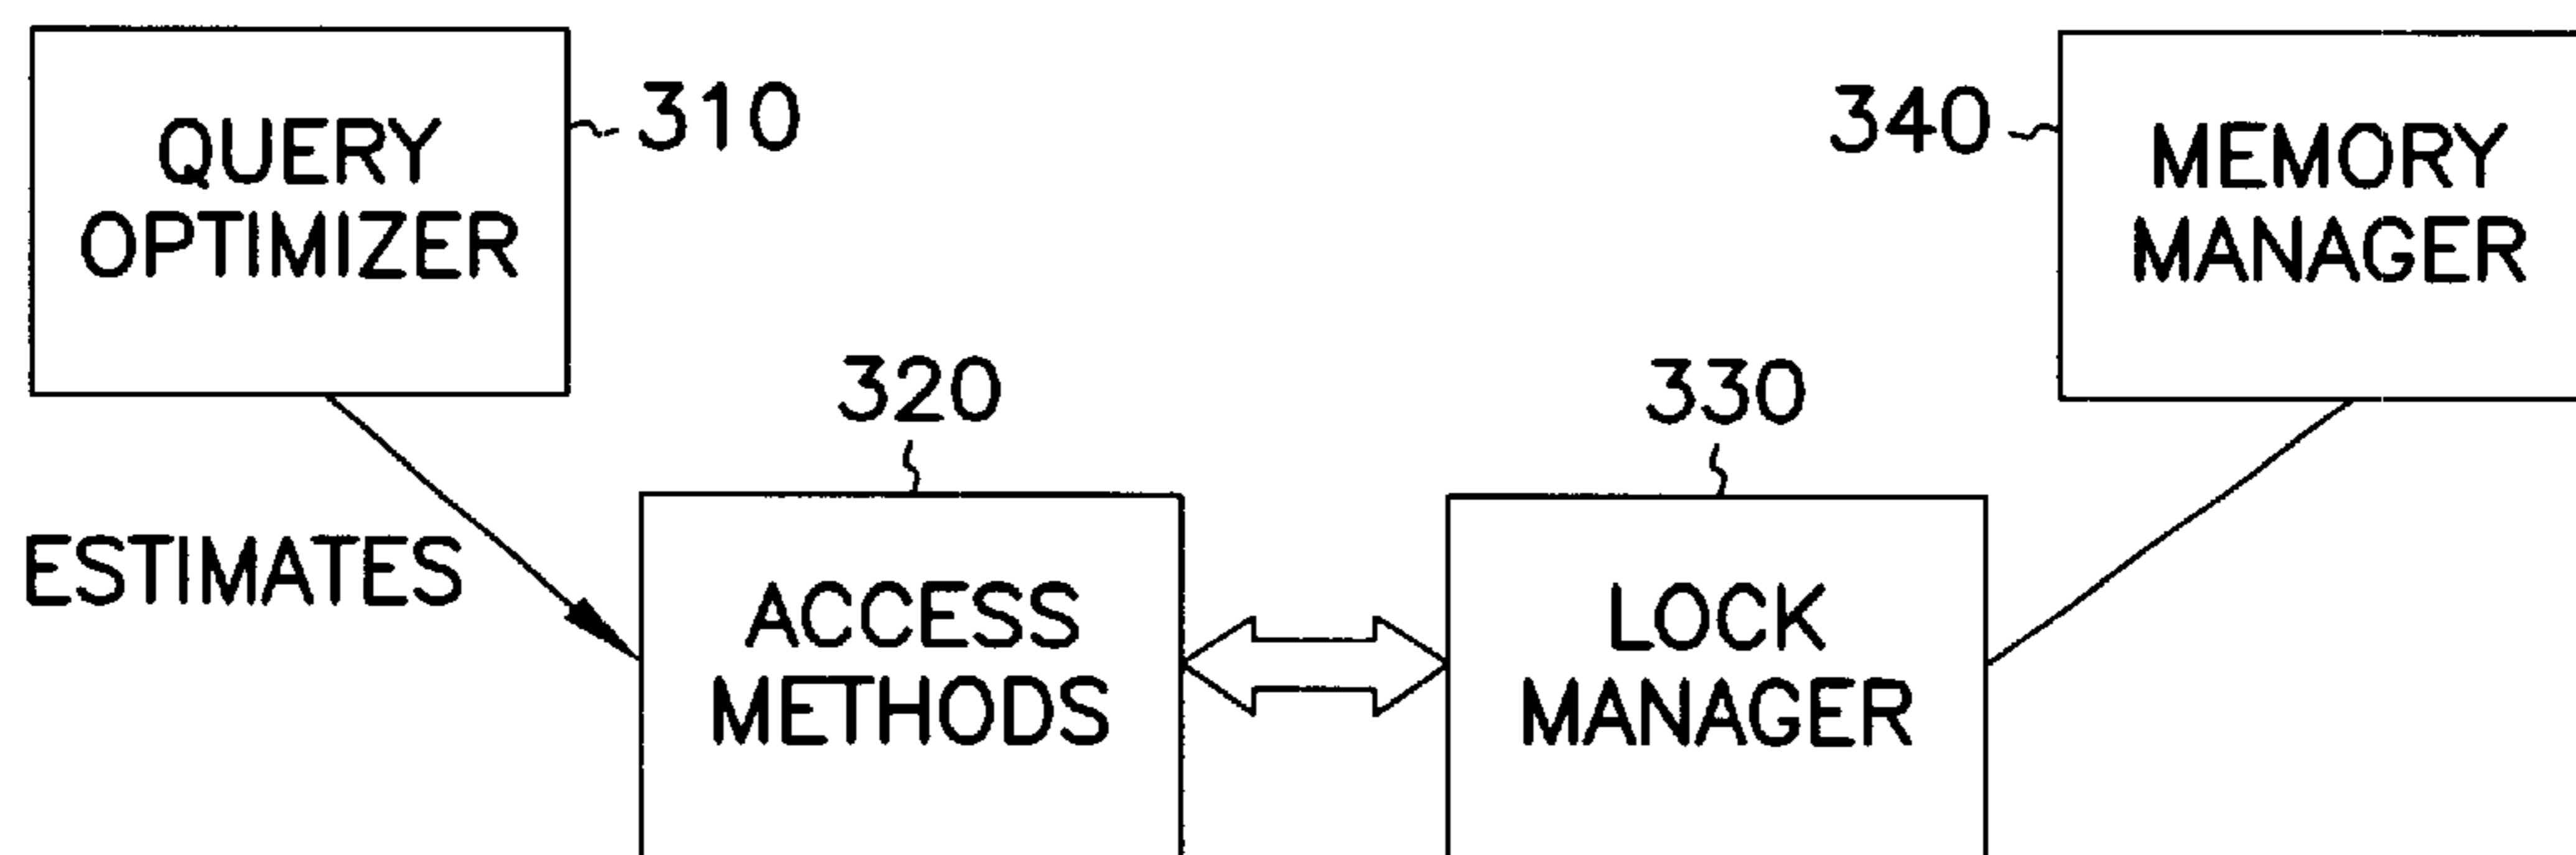 QUERY
OPTIMIZER
310
340
MEMORY
MANAGER
320
330
ESTIMATES
ACCESS
METHODS
LOCK
MANAGER